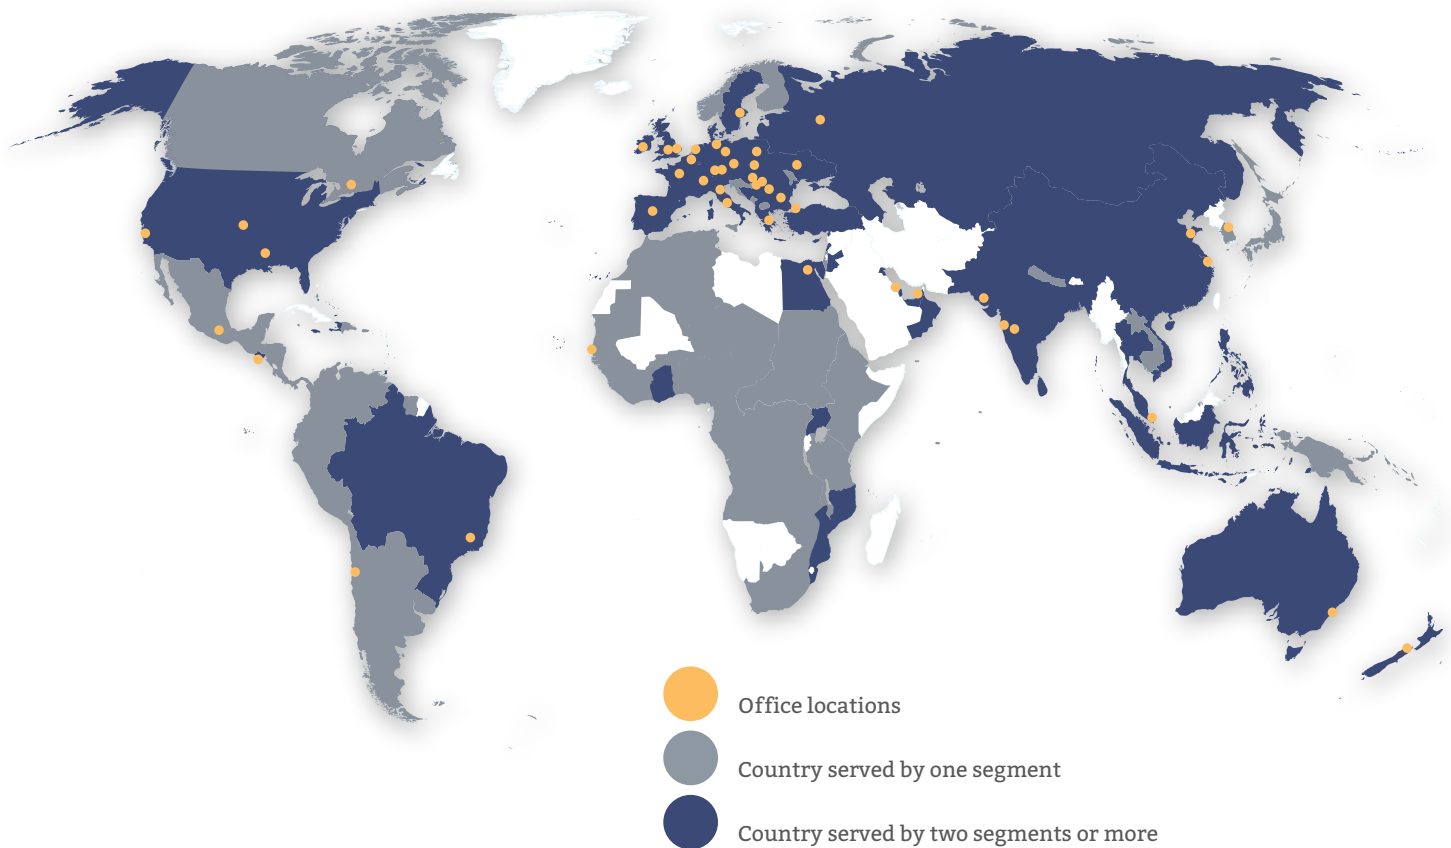 Office locations
Country served by one segment
Country served by two segments or more